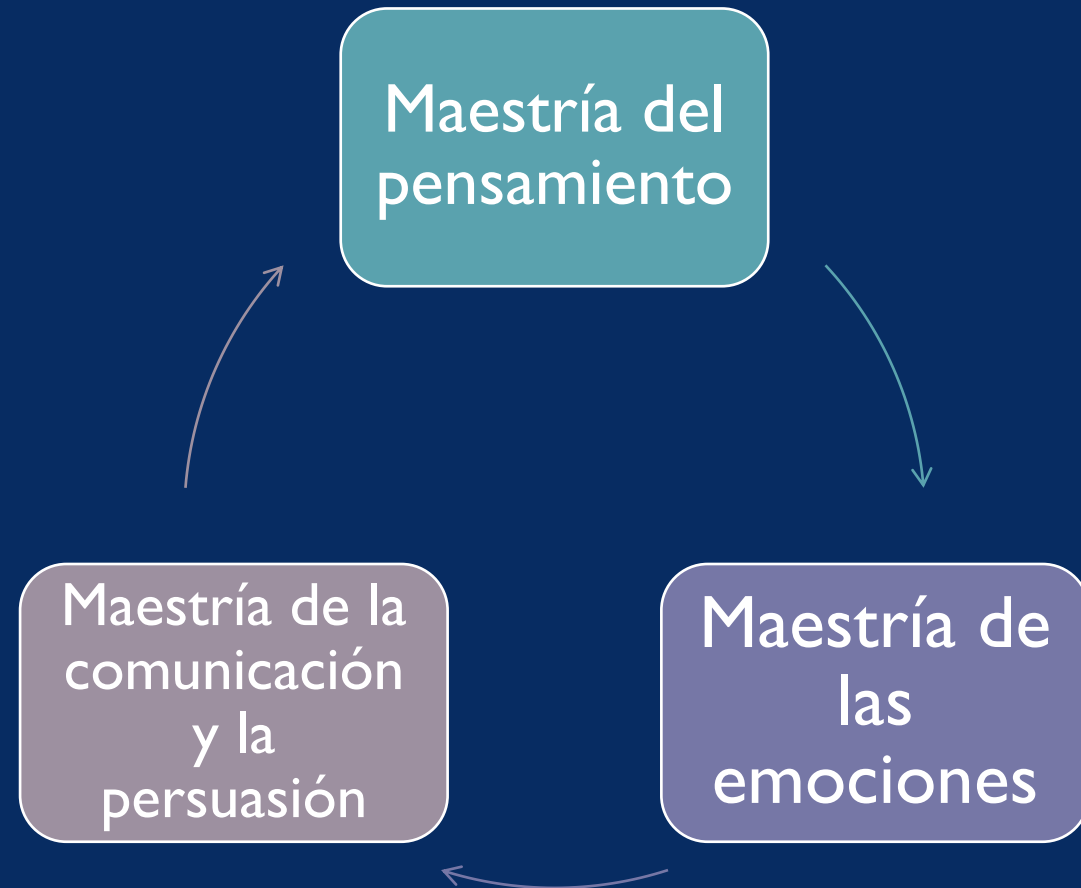 Maestría del
pensamiento
Maestría de
las
emociones
Maestría de la
comunicación
y la
persuasión